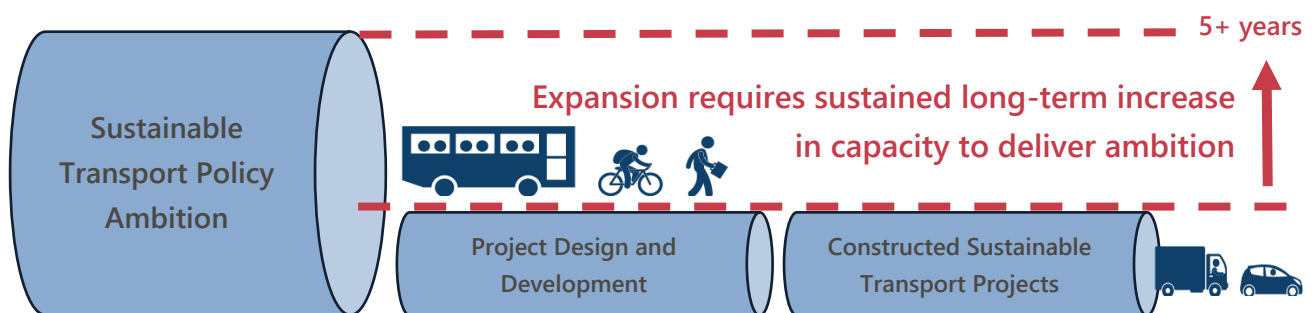 5+ years
Expansion requires sustained long-term increase
in capacity to deliver ambition
Sustainable
Transport Policy
Ambition
Project Design and
Development
Constructed Sustainable
Transport Projects